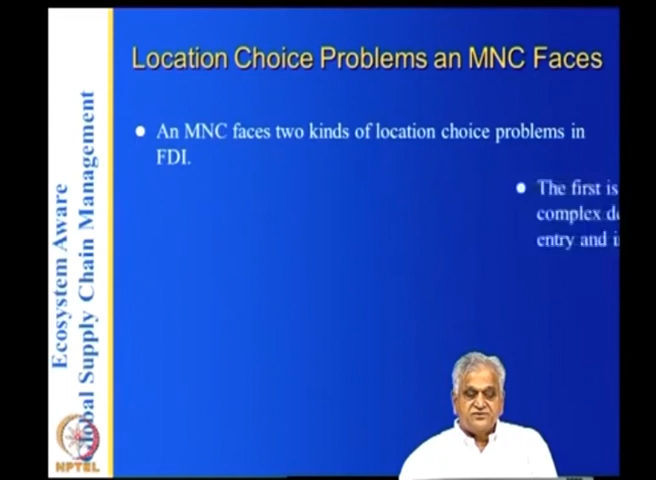 Location Choice Problems an MNC Faces
An MNC faces two kinds of location choice problems in
FDI.
The first is
complex
entry and
Ecosystem Aware
Global Supply Chain Management
NPTEL